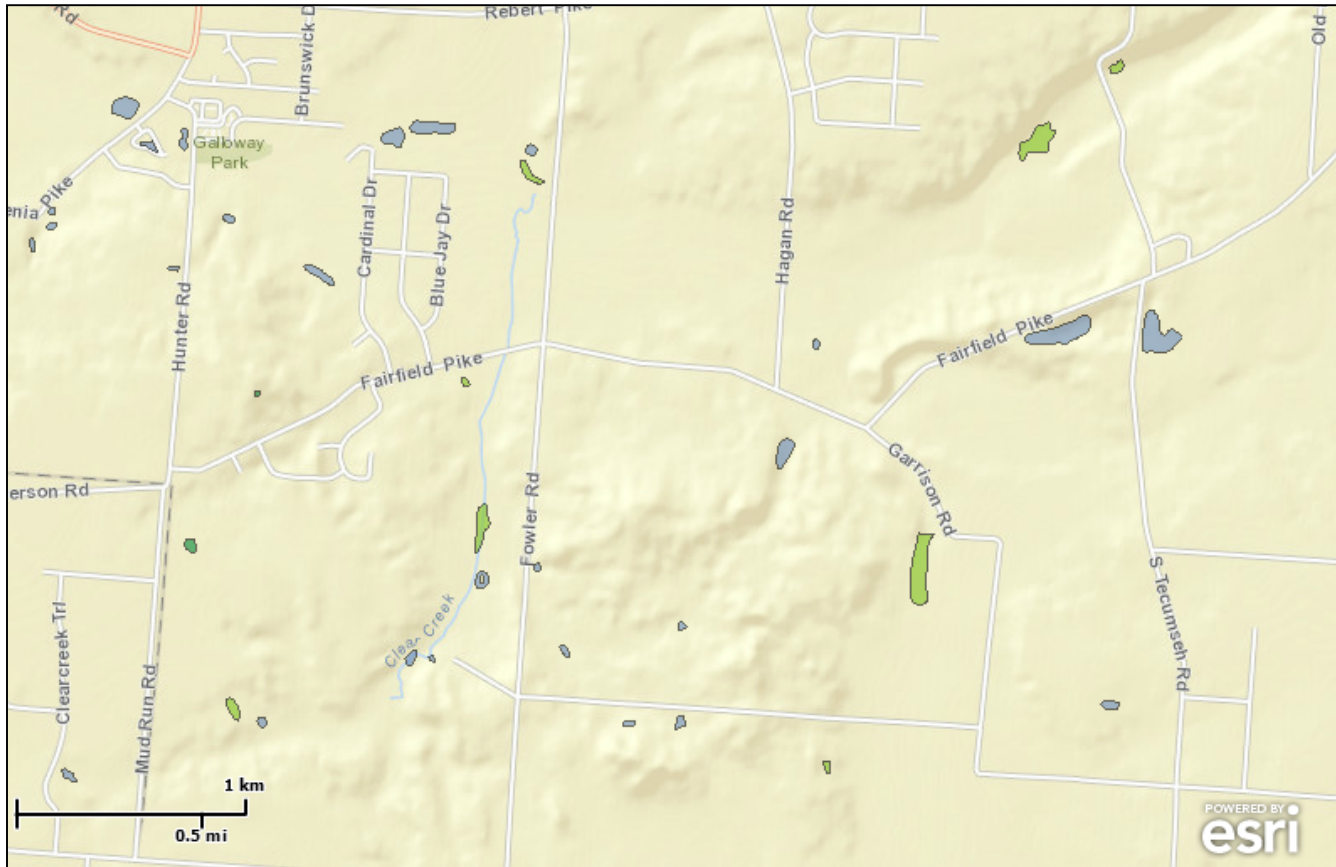 Rd
Brunswick D
Rebert Pike
Old
Galloway
Park
enia Pike
Cardinal Dr
Blue Jay Dr
Hagan Rd
Hunter Rd
Fairfield Pike
Fairfield Pike
erson Rd
Garrison Rd
Fowler Rd
S Tecumseh Rd
Clear Creek
Clearcreek Trl
Mud Run Rd
1 km
0.5 mi
POWERED BY
esri